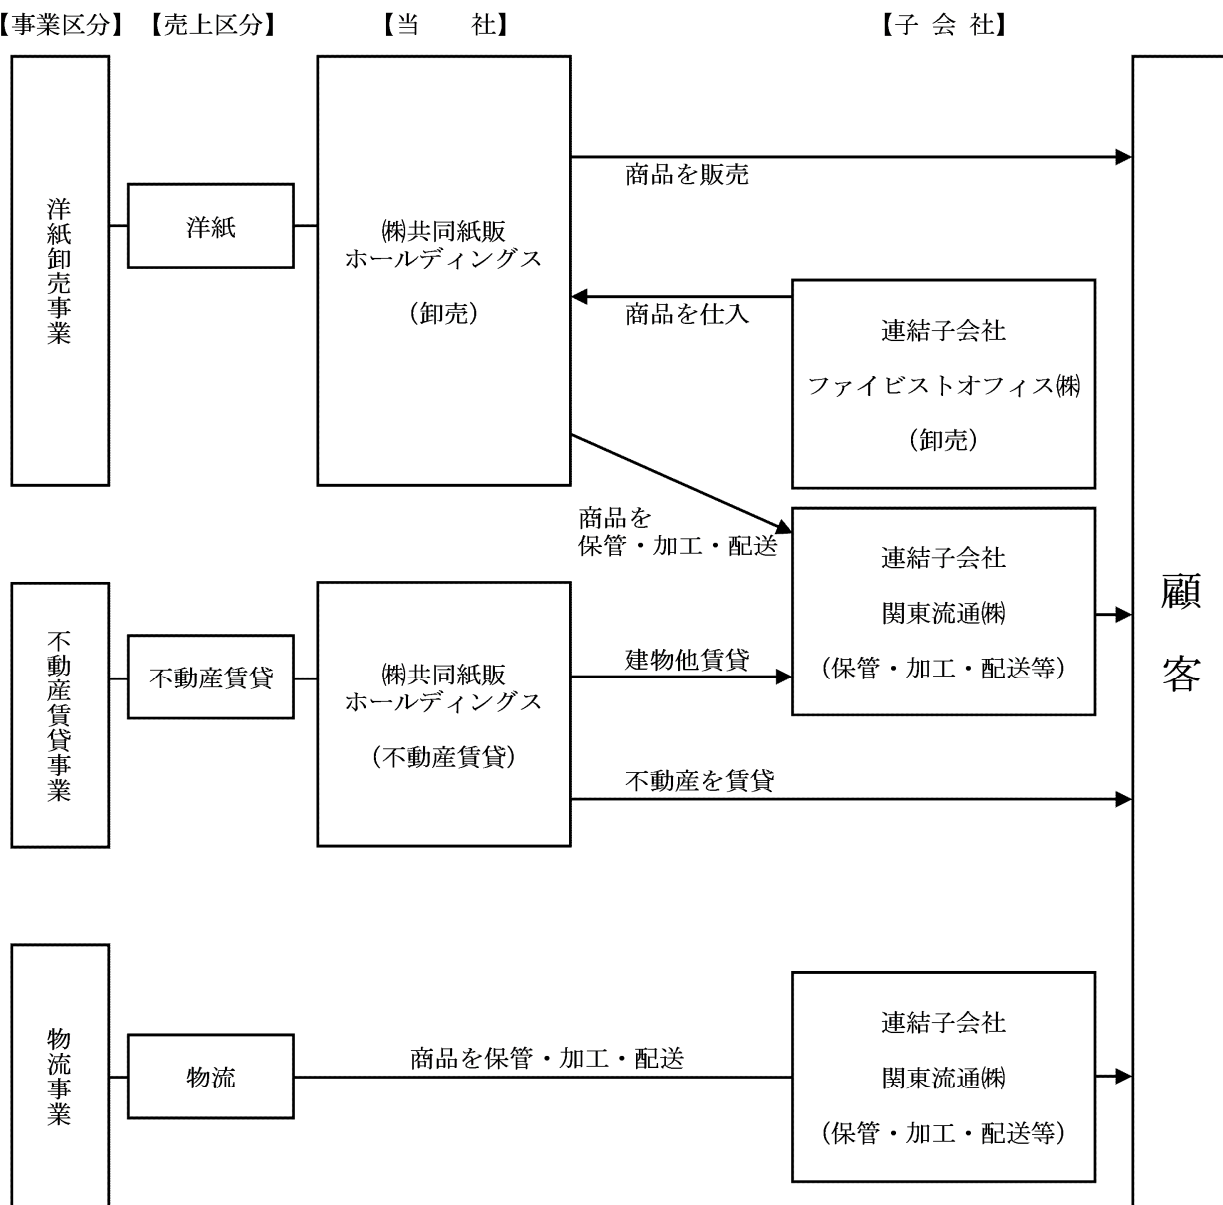 【事業区分】 【売上区分】 【当 社】 【子 会 社】
洋紙卸売事業
洋紙
㈱共同紙販
ホールディングス
（卸売）
商品を販売
商品を仕入
連結子会社
ファイビストオフィス㈱
（卸売）
商品を
保管・加工・配送
連結子会社
関東流通㈱
（保管・加工・配送等）
顧客
不動産賃貸事業
不動産賃貸
㈱共同紙販
ホールディングス
（不動産賃貸）
建物他賃貸
不動産を賃貸
物流事業
物流
商品を保管・加工・配送
連結子会社
関東流通㈱
（保管・加工・配送等）